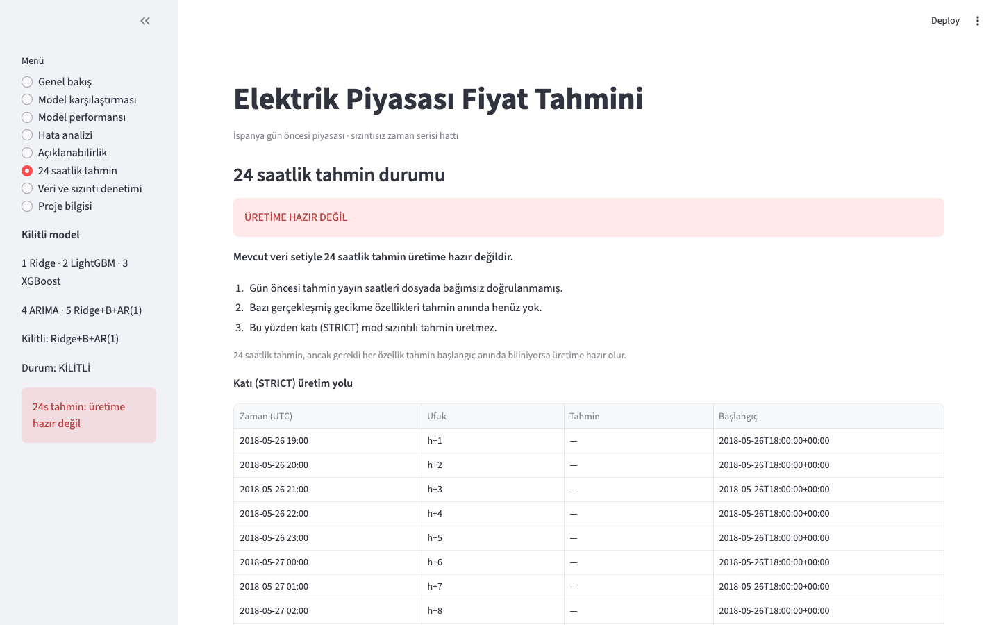 Deploy
Menü
Genel bakış
Model karşılaştırması
Model performansı
Hata analizi
Açıklanabilirlik
24 saatlik tahmin
Veri ve sızıntı denetimi
Proje bilgisi
Kilitli model
1 Ridge · 2 LightGBM · 3
XGBoost
4 ARIMA · 5 Ridge+B+AR(1)
Kilitli: Ridge+B+AR(1)
Durum: KİLİTLİ
24s tahmin: üretime
hazır değil
Elektrik Piyasası Fiyat Tahmini
İspanya gün öncesi piyasası · sızıntısız zaman serisi hattı
24 saatlik tahmin durumu
ÜRETİME HAZIR DEĞİL
Mevcut veri setiyle 24 saatlik tahmin üretime hazır değildir.
1. Gün öncesi tahmin yayın saatleri dosyada bağımsız doğrulanmamış.
2. Bazı gerçekleşmiş gecikme özellikleri tahmin anında henüz yok.
3. Bu yüzden katı (STRICT) mod sızıntılı tahmin üretmez.
24 saatlik tahmin, ancak gerekli her özellik tahmin başlangıç anında biliniyorsa üretime hazır olur.
Katı (STRICT) üretim yolu
Zaman (UTC) Ufuk Tahmin Başlangıç
2018-05-26 19:00 h+1 — 2018-05-26T18:00:00+00:00
2018-05-26 20:00 h+2 — 2018-05-26T18:00:00+00:00
2018-05-26 21:00 h+3 — 2018-05-26T18:00:00+00:00
2018-05-26 22:00 h+4 — 2018-05-26T18:00:00+00:00
2018-05-26 23:00 h+5 — 2018-05-26T18:00:00+00:00
2018-05-27 00:00 h+6 — 2018-05-26T18:00:00+00:00
2018-05-27 01:00 h+7 — 2018-05-26T18:00:00+00:00
2018-05-27 02:00 h+8 — 2018-05-26T18:00:00+00:00